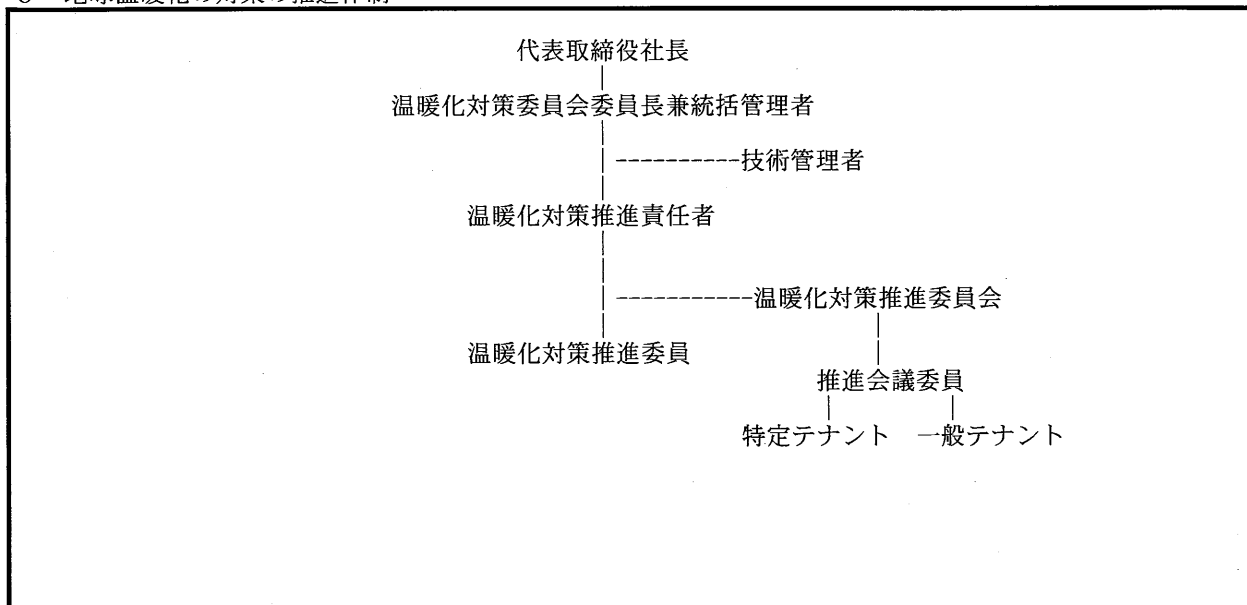 代表取締役社長
温暖化対策委員会委員長兼統括管理者
技術管理者
温暖化対策推進責任者
温暖化対策推進委員会
温暖化対策推進委員
推進会議委員
特定テナント 一般テナント